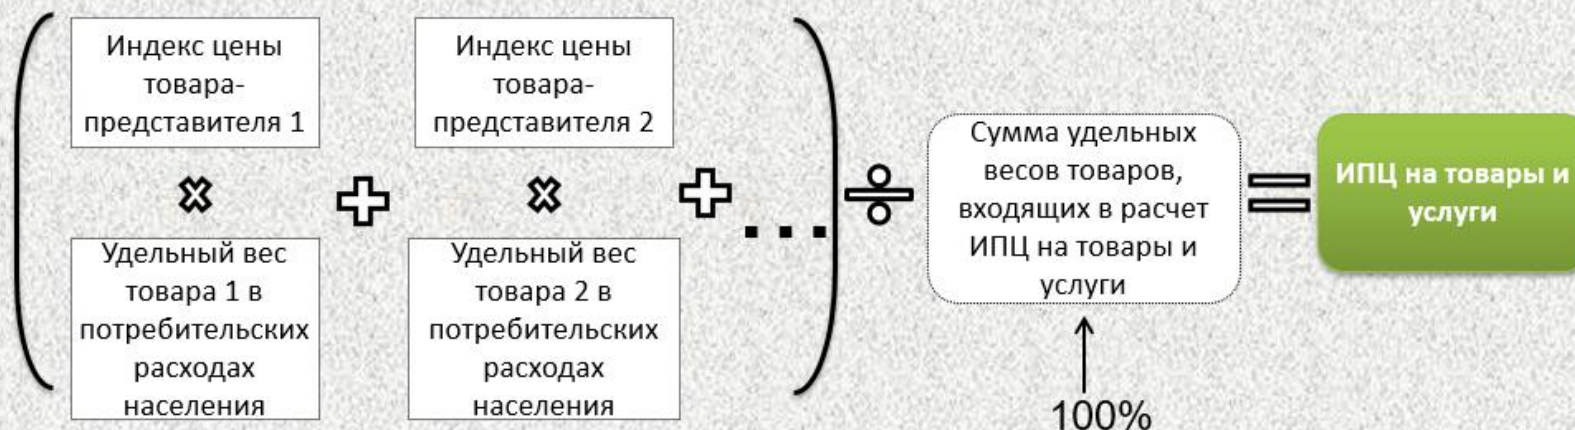 Индекс цены
товара-
представителя 1
Удельный вес
товара 1 в
потребительских
расходах
населения
Индекс цены
товара-
представителя 2
Удельный вес
товара 2 в
потребительских
расходах
населения
...
Сумма удельных
весов товаров,
входящих в расчет
ИПЦ на товары и
услуги
100%
ИПЦ на товары и
услуги